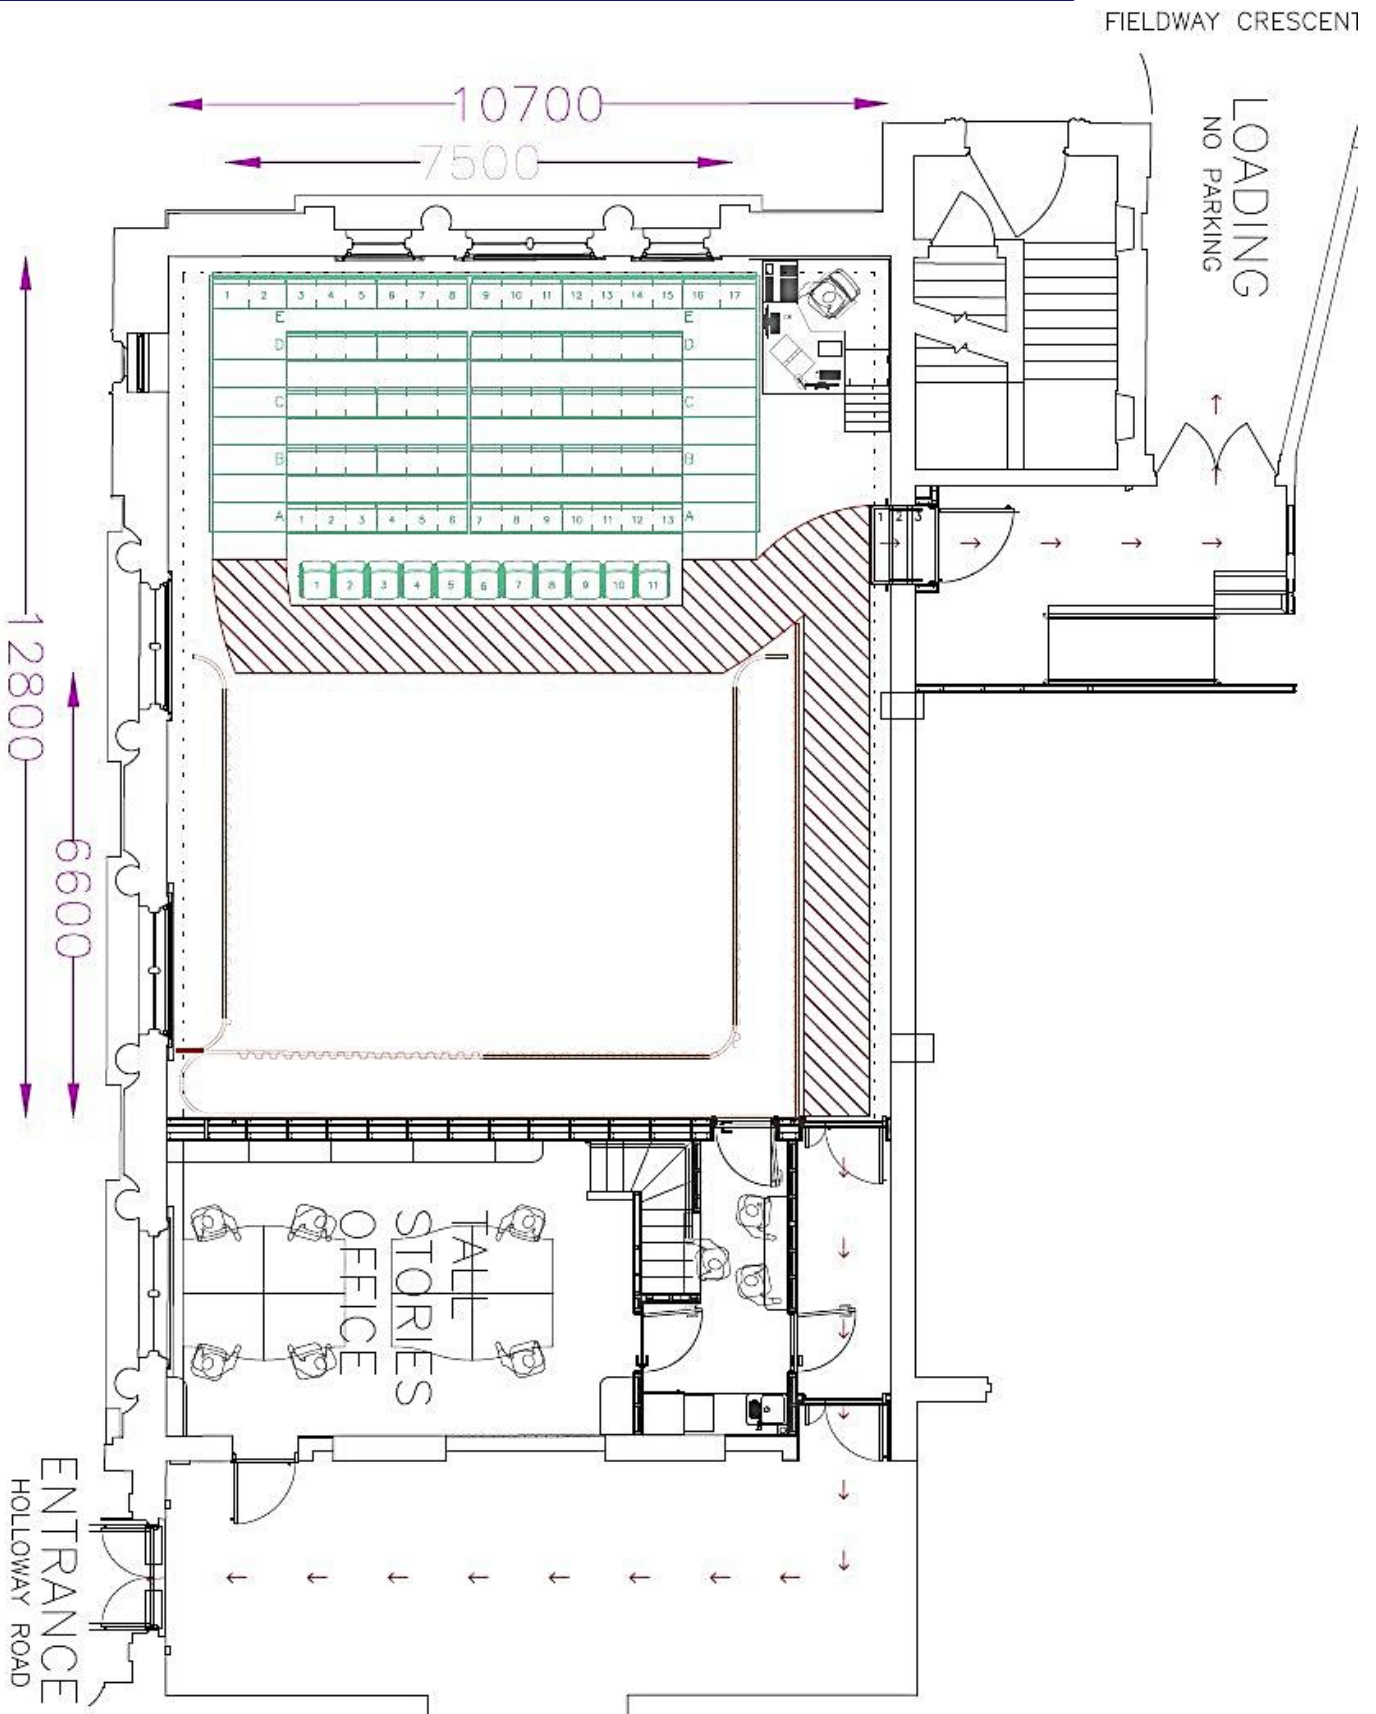 FIELDWAY CRESCENT
LOADING
NO PARKING
10700
7500
1 2 3 4 5 6 7 8 9 10 11 12 13 14 15 16 17
E E
D D
C C
B B
A 1 2 3 4 5 6 7 8 9 10 11 12 13 A
1 2 3
1 2 3 4 5 6 7 8 9 10 11
12800
6600
TALL
STORIES
OFFICE
ENTRANCE
HOLLOWAY ROAD